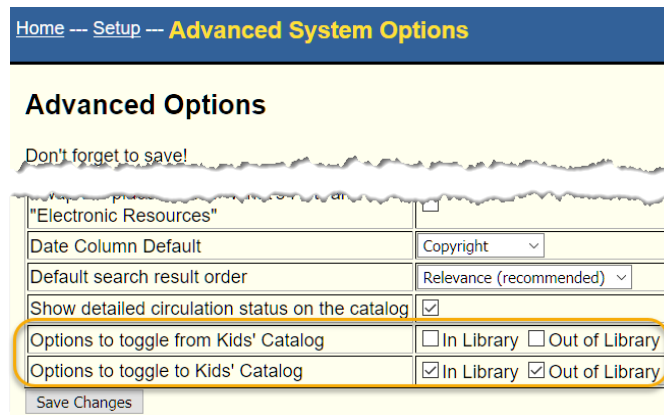 Home --- Setup --- Advanced System Options
Advanced Options
Don't forget to save!
"Electronic Resources"
Date Column Default Copyright
Default search result order Relevance (recommended)
Show detailed circulation status on the catalog
Options to toggle from Kids' Catalog In Library Out of Library
Options to toggle to Kids' Catalog In Library Out of Library
Save Changes